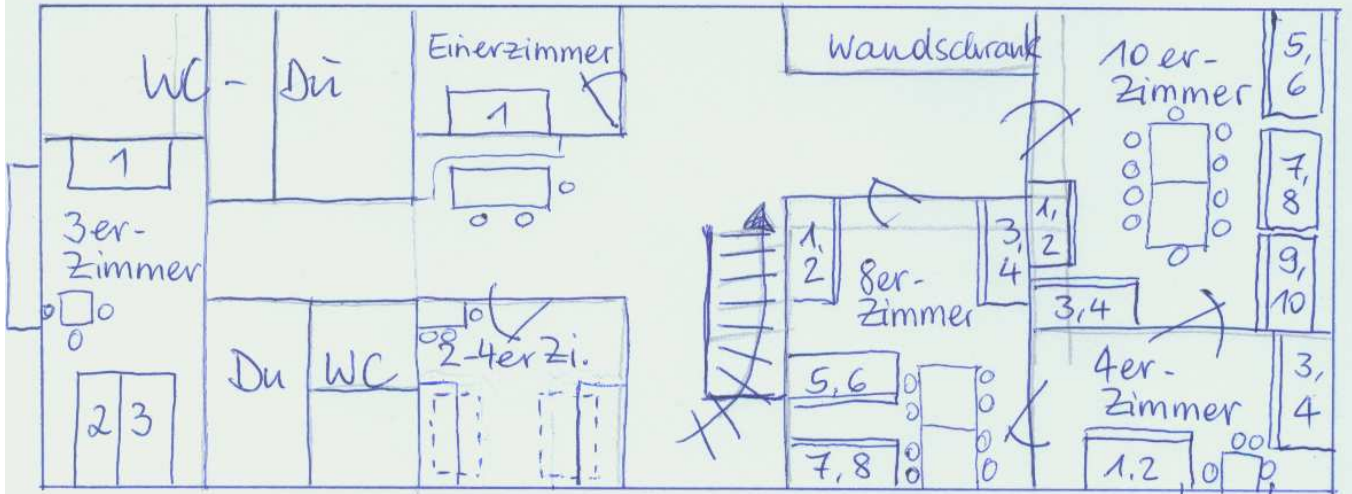 WC - Dü
Einerzimmer
1
Wandschrank
10er-
Zimmer
5,
6
7,
8
9,
10
1,
2
3,4
1
3er-
Zimmer
2 3
Du
WC
2-4er Zi.
1,
2
3,
4
8er-
Zimmer
5,6
7,8
4er-
Zimmer
3,
4
1,2